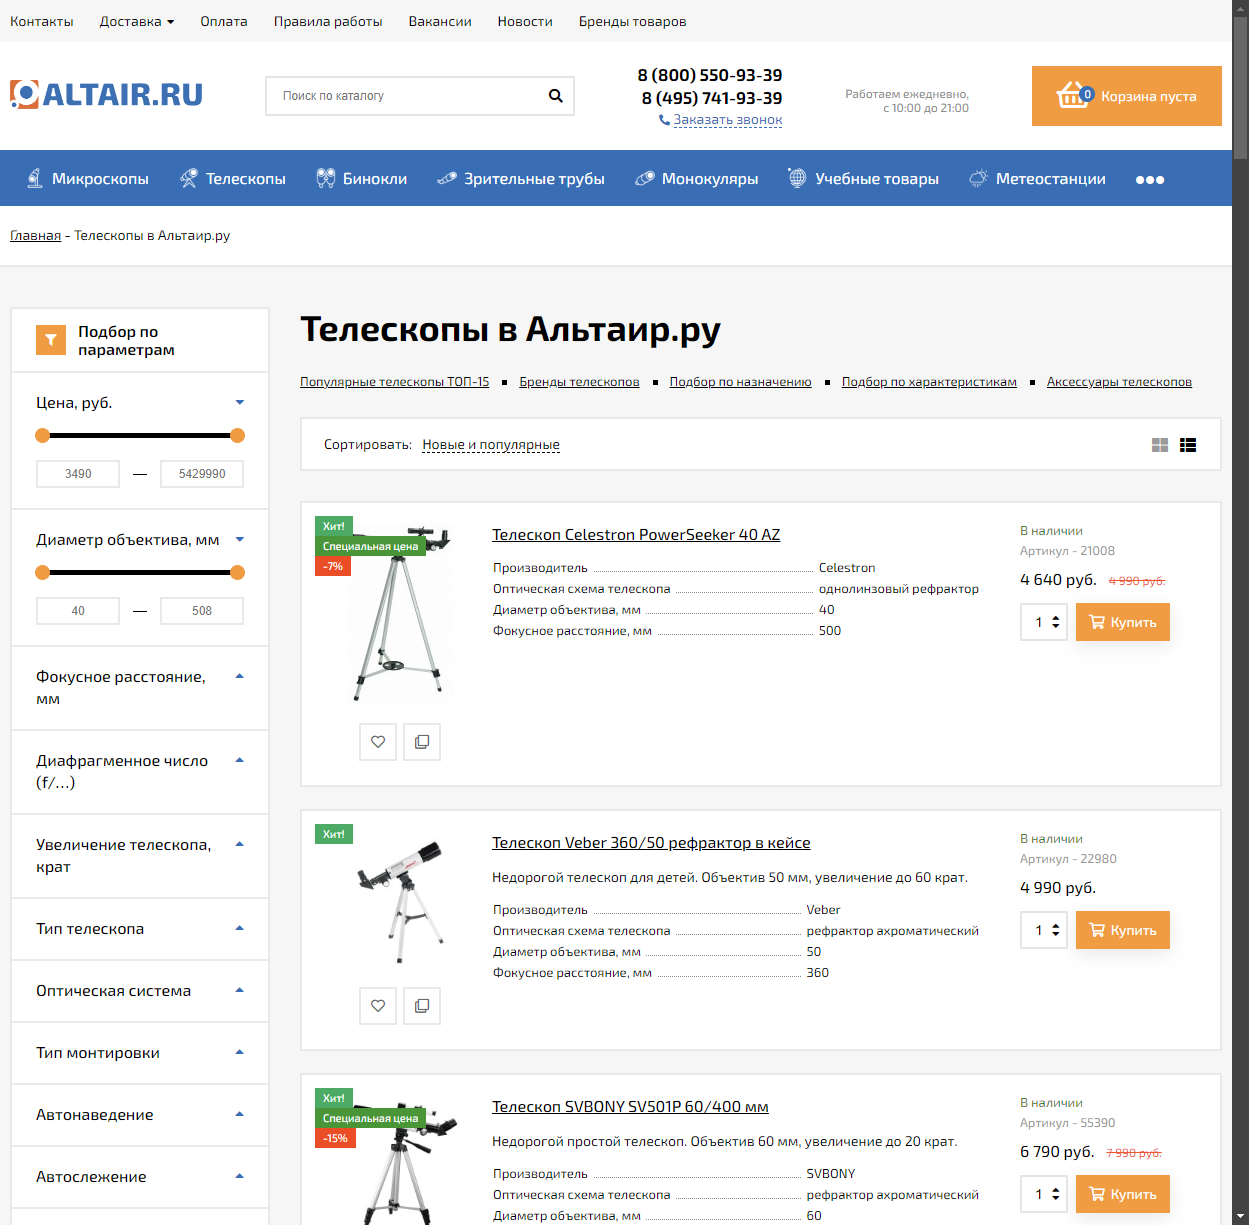 Контакты Доставка Оплата Правила работы Вакансии Новости Бренды товаров
ALTAIR.RU
Поиск по каталогу
8 (800) 550-93-39
8 (495) 741-93-39
Заказать звонок
Работаем ежедневно,
с 10:00 до 21:00
0 Корзина пуста
Микроскопы Телескопы Бинокли Зрительные трубы Монокуляры Учебные товары Метеостанции
Главная - Телескопы в Альтаир.ру
Подбор по
параметрам
Цена, руб.
3490 — 5429990
Диаметр объектива, мм
40 — 508
Фокусное расстояние,
мм
Диафрагменное число
(f/...)
Увеличение телескопа,
крат
Тип телескопа
Оптическая система
Тип монтировки
Автонаведение
Автослежение
Телескопы в Альтаир.ру
Популярные телескопы ТОП-15 Бренды телескопов Подбор по назначению Подбор по характеристикам Аксессуары телескопов
Сортировать: Новые и популярные
Хит!
Специальная цена
-7%
Телескоп Celestron PowerSeeker 40 AZ
Производитель Celestron
Оптическая схема телескопа однолинзовый рефрактор
Диаметр объектива, мм 40
Фокусное расстояние, мм 500
В наличии
Артикул - 21008
4 640 руб. 4 990 руб.
1 Купить
Хит!
Телескоп Veber 360/50 рефрактор в кейсе
Недорогой телескоп для детей. Объектив 50 мм, увеличение до 60 крат.
Производитель Veber
Оптическая схема телескопа рефрактор ахроматический
Диаметр объектива, мм 50
Фокусное расстояние, мм 360
В наличии
Артикул - 22980
4 990 руб.
1 Купить
Хит!
Специальная цена
-15%
Телескоп SVBONY SV501P 60/400 мм
Недорогой простой телескоп. Объектив 60 мм, увеличение до 20 крат.
Производитель SVBONY
Оптическая схема телескопа рефрактор ахроматический
Диаметр объектива, мм 60
В наличии
Артикул - 55390
6 790 руб. 7 990 руб.
1 Купить